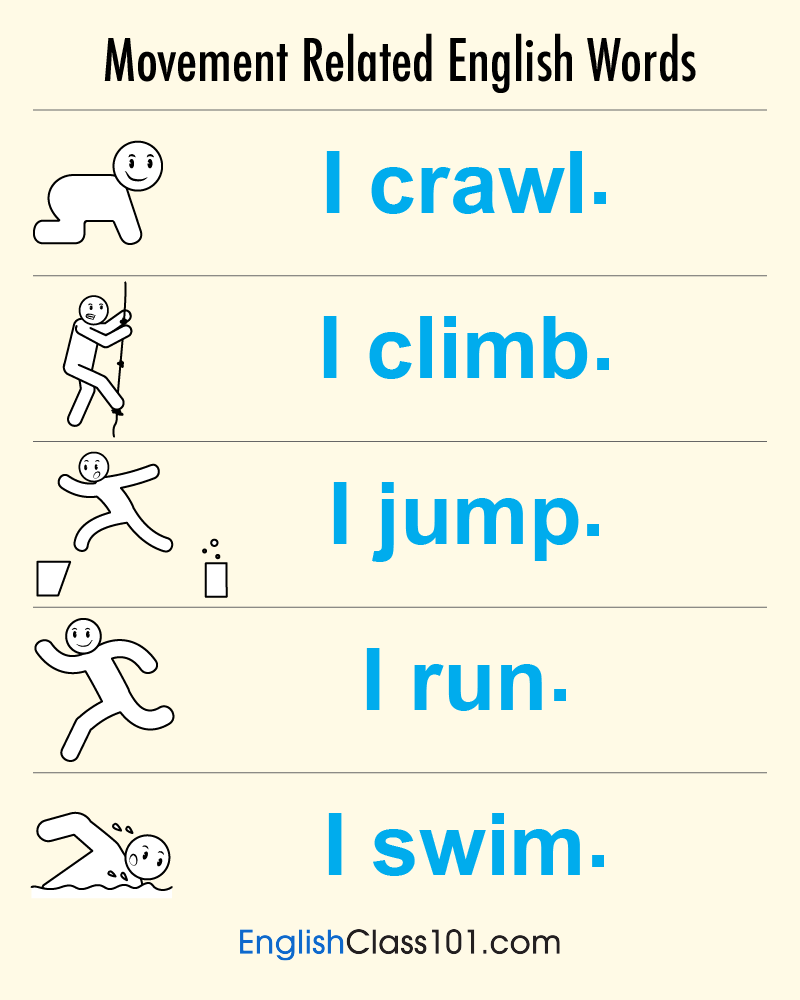 Movement Related English Words
I crawl.
I climb.
I jump.
I run.
I swim.
EnglishClass101.com